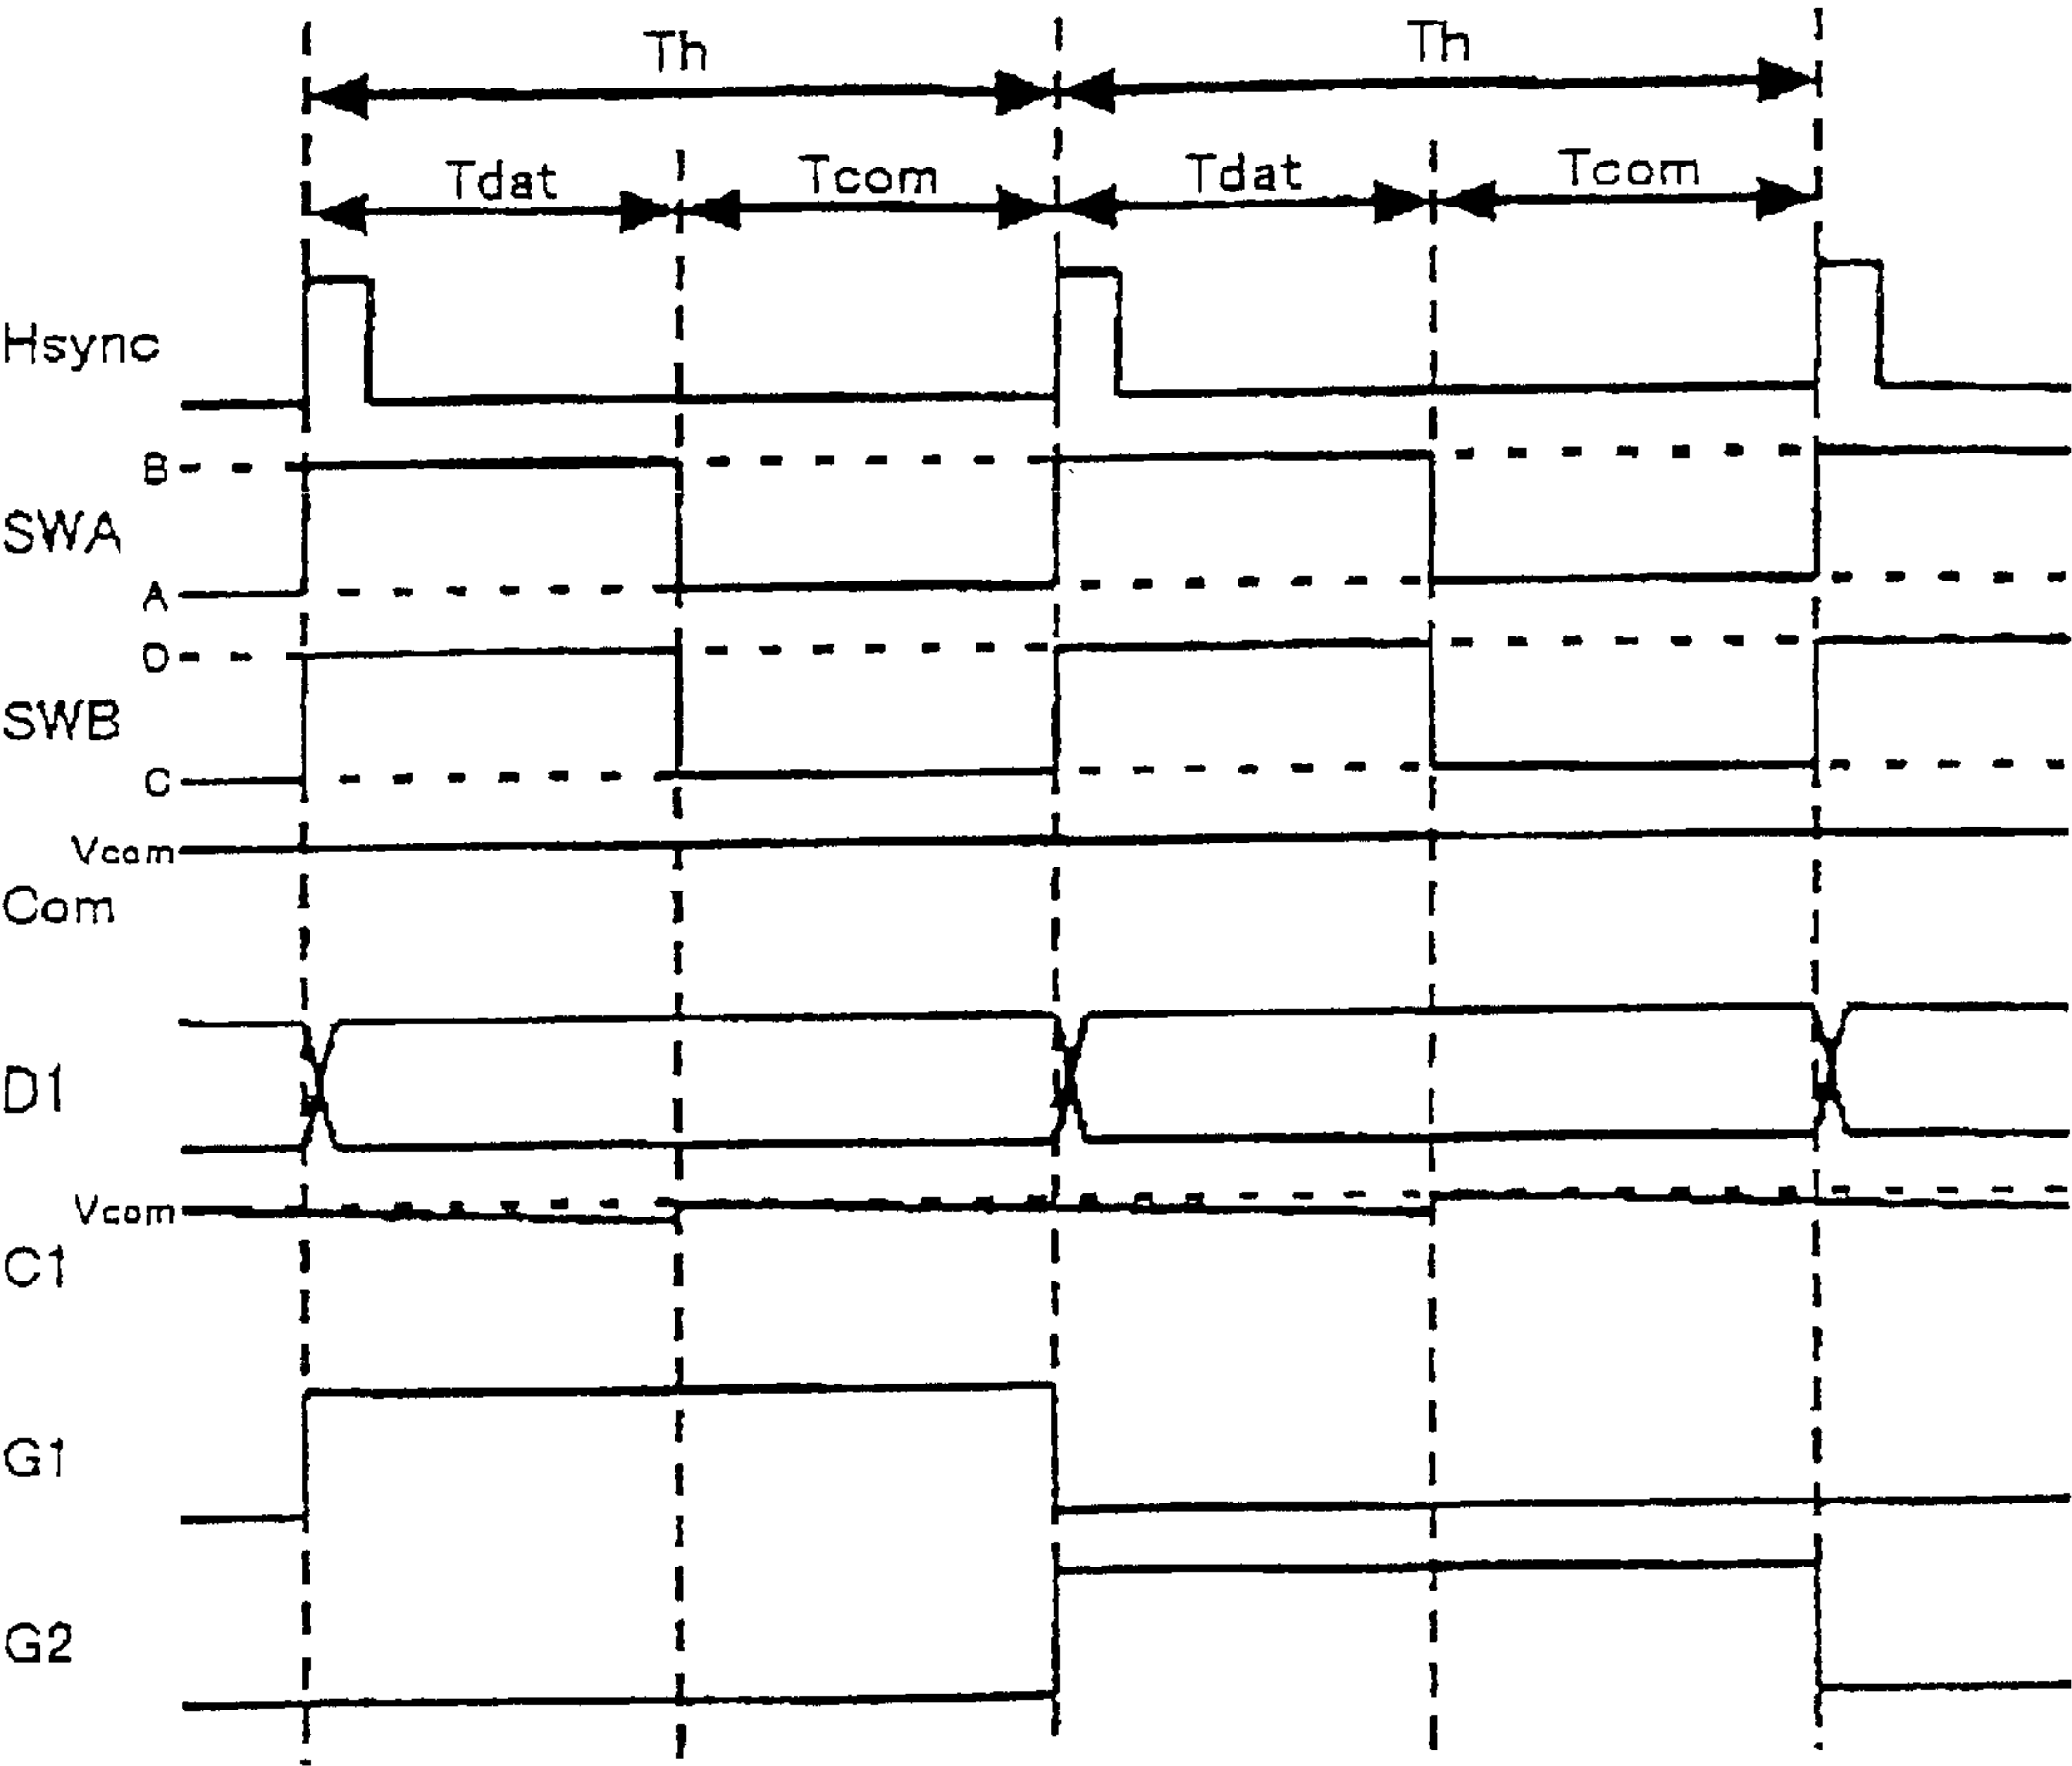 Th Th
Tdat Tcom Tdat Tcom
Hsync
B
SWA
A
D
SWB
C
Vcom
Com
D1
Vcom
C1
G1
G2